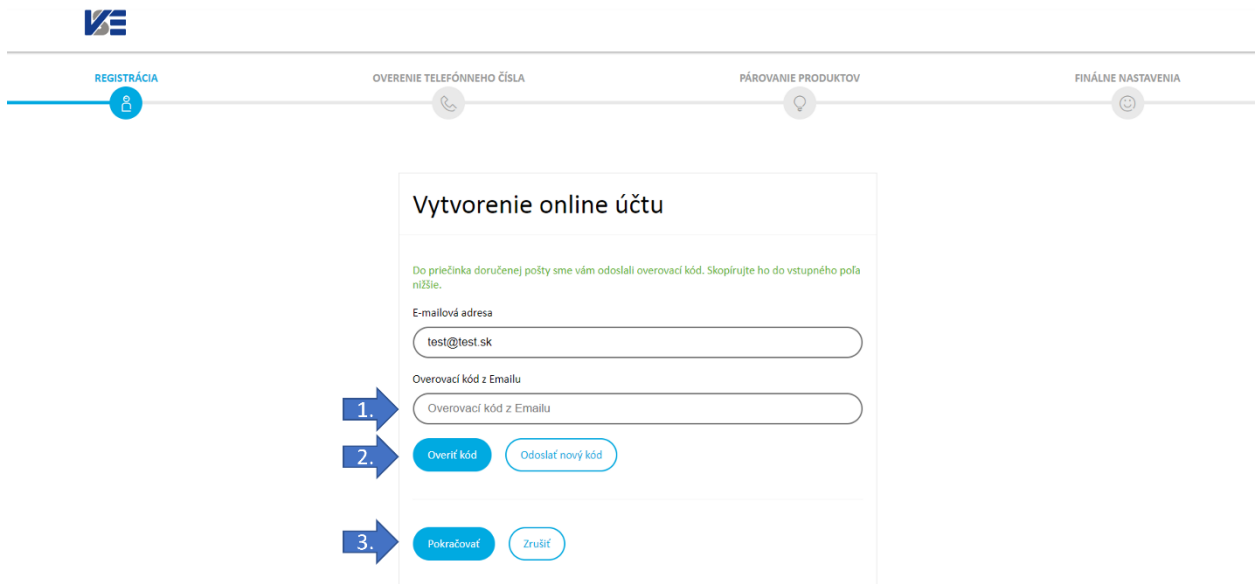 VSE
REGISTRÁCIA
OVERENIE TELEFÓNNEHO ČÍSLA
PÁROVANIE PRODUKTOV
FINÁLNE NASTAVENIA
Vytvorenie online účtu
Do priečinka doručenej pošty sme vám odoslali overovací kód. Skopírujte ho do vstupného poľa
nižšie.
E-mailová adresa
test@test.sk
Overovací kód z Emailu
1. Overovací kód z Emailu
2. Overiť kód Odoslať nový kód
3. Pokračovať Zrušiť